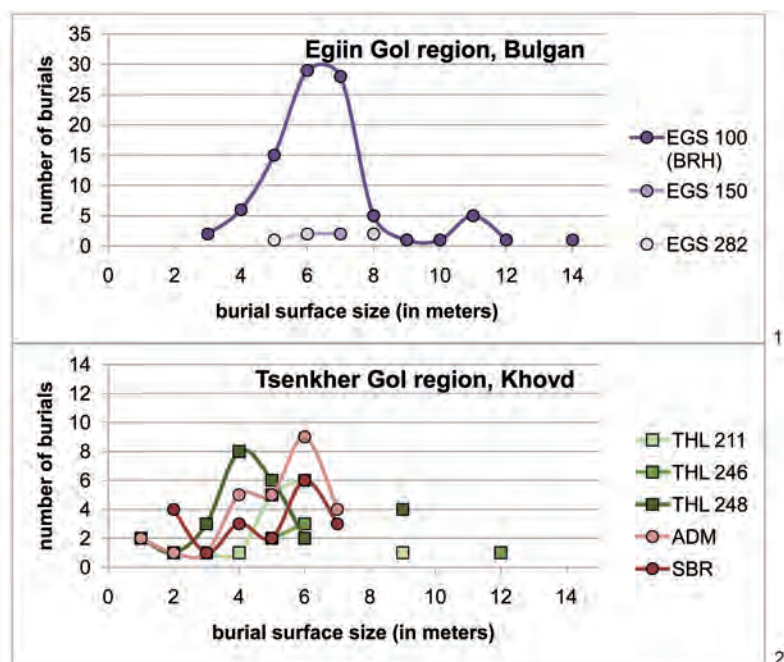 Egiin Gol region, Bulgan
number of burials
35
30
25
20
15
10
5
0
0 2 4 6 8 10 12 14
burial surface size (in meters)
EGS 100
(BRH)
EGS 150
EGS 282
1
Tsenkher Gol region, Khovd
number of burials
14
12
10
8
6
4
2
0
0 2 4 6 8 10 12 14
burial surface size (in meters)
THL 211
THL 246
THL 248
ADM
SBR
2